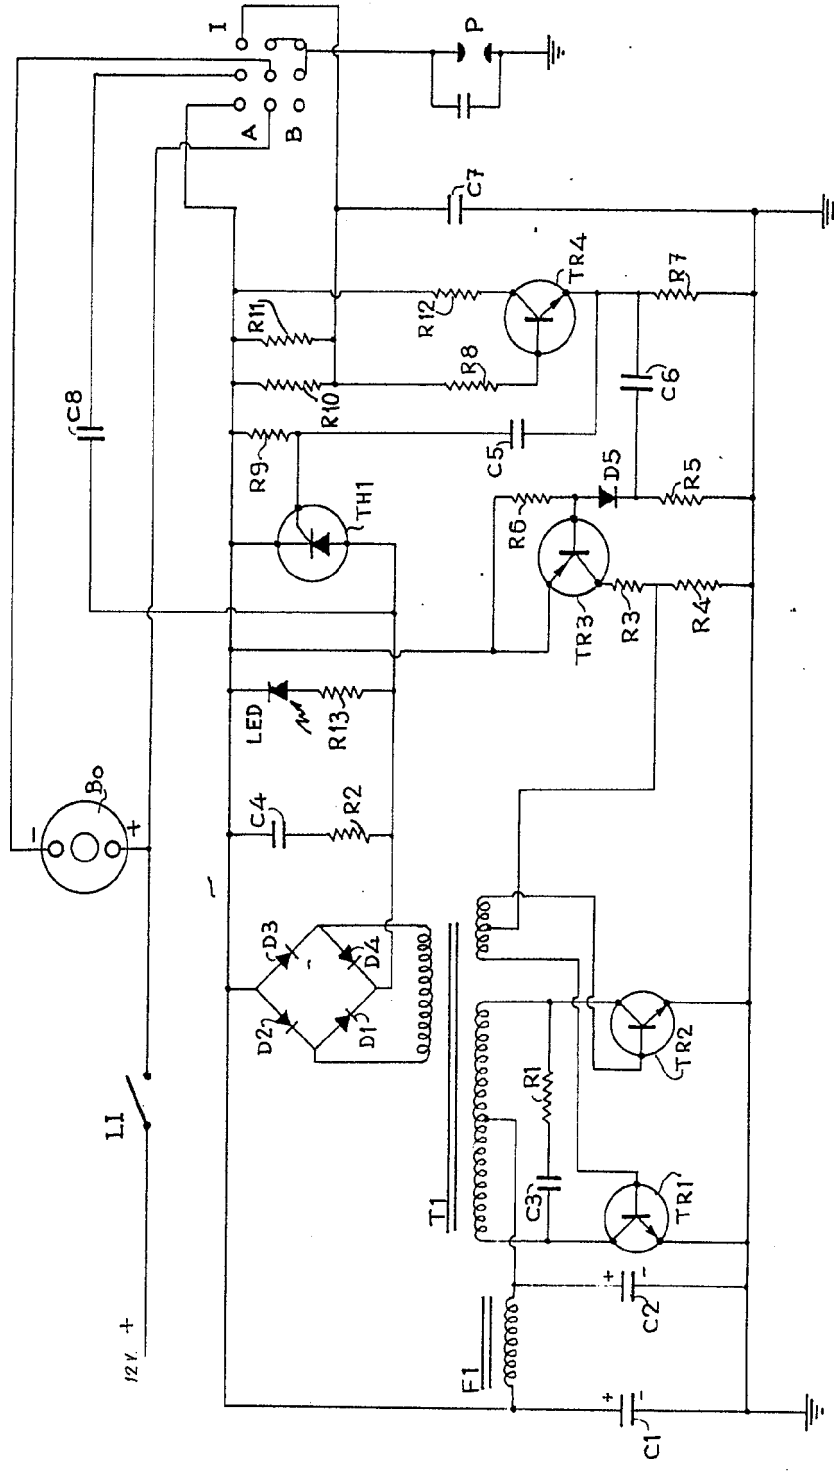 12V. +
LI
Bo
-
+
C8
I
A
B
P
D2
D3
D1
D4
C4
R2
LED
R13
TH1
R9
R10
R11
R12
R8
TR4
C7
C5
C6
R7
R6
D5
R5
TR3
R3
R4
T1
F1
C3
R1
TR1
TR2
C1
+
-
C2
+
-